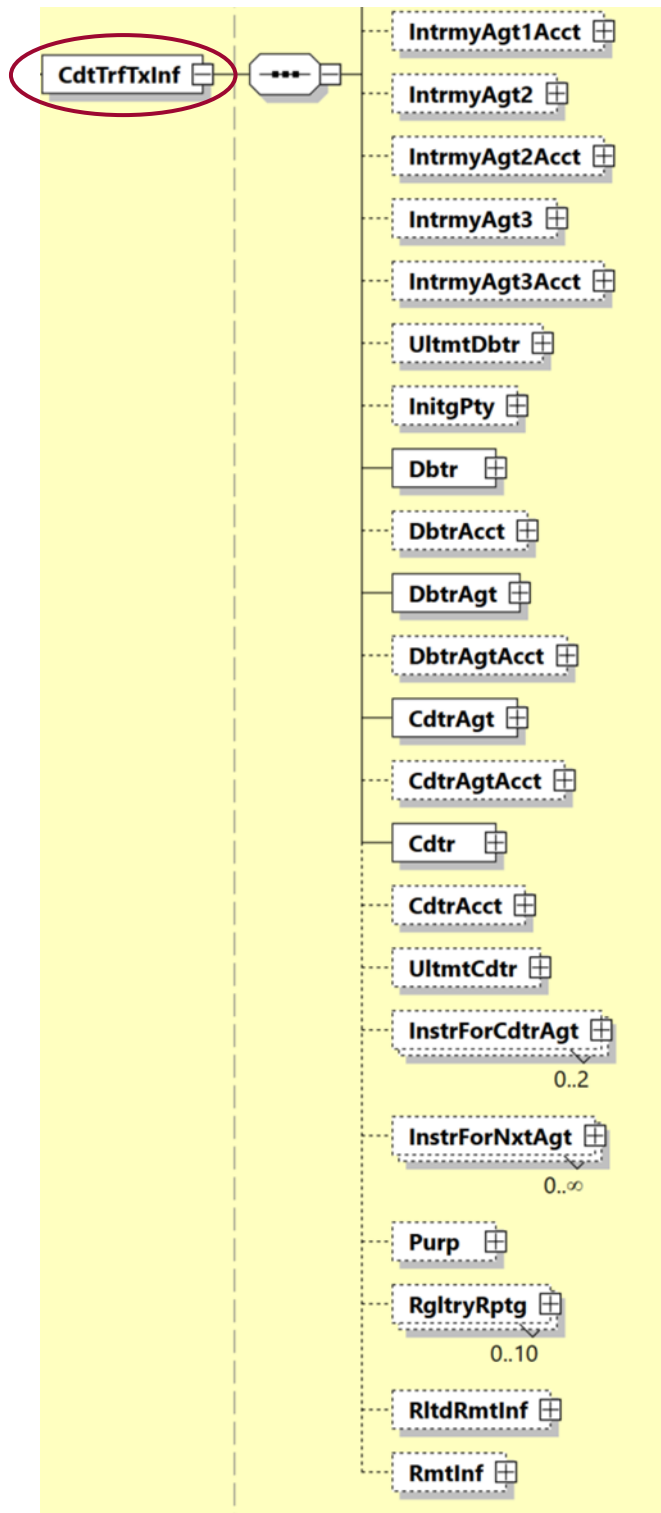 IntrmyAgt1Acct
CdtTrfTxInf
IntrmyAgt2
IntrmyAgt2Acct
IntrmyAgt3
IntrmyAgt3Acct
UltmtDbtr
InitgPty
Dbtr
DbtrAcct
DbtrAgt
DbtrAgtAcct
CdtrAgt
CdtrAgtAcct
Cdtr
CdtrAcct
UltmtCdtr
InstrForCdtrAgt
0..2
InstrForNxtAgt
0..∞
Purp
RgltryRptg
0..10
RltdRmtInf
RmtInf